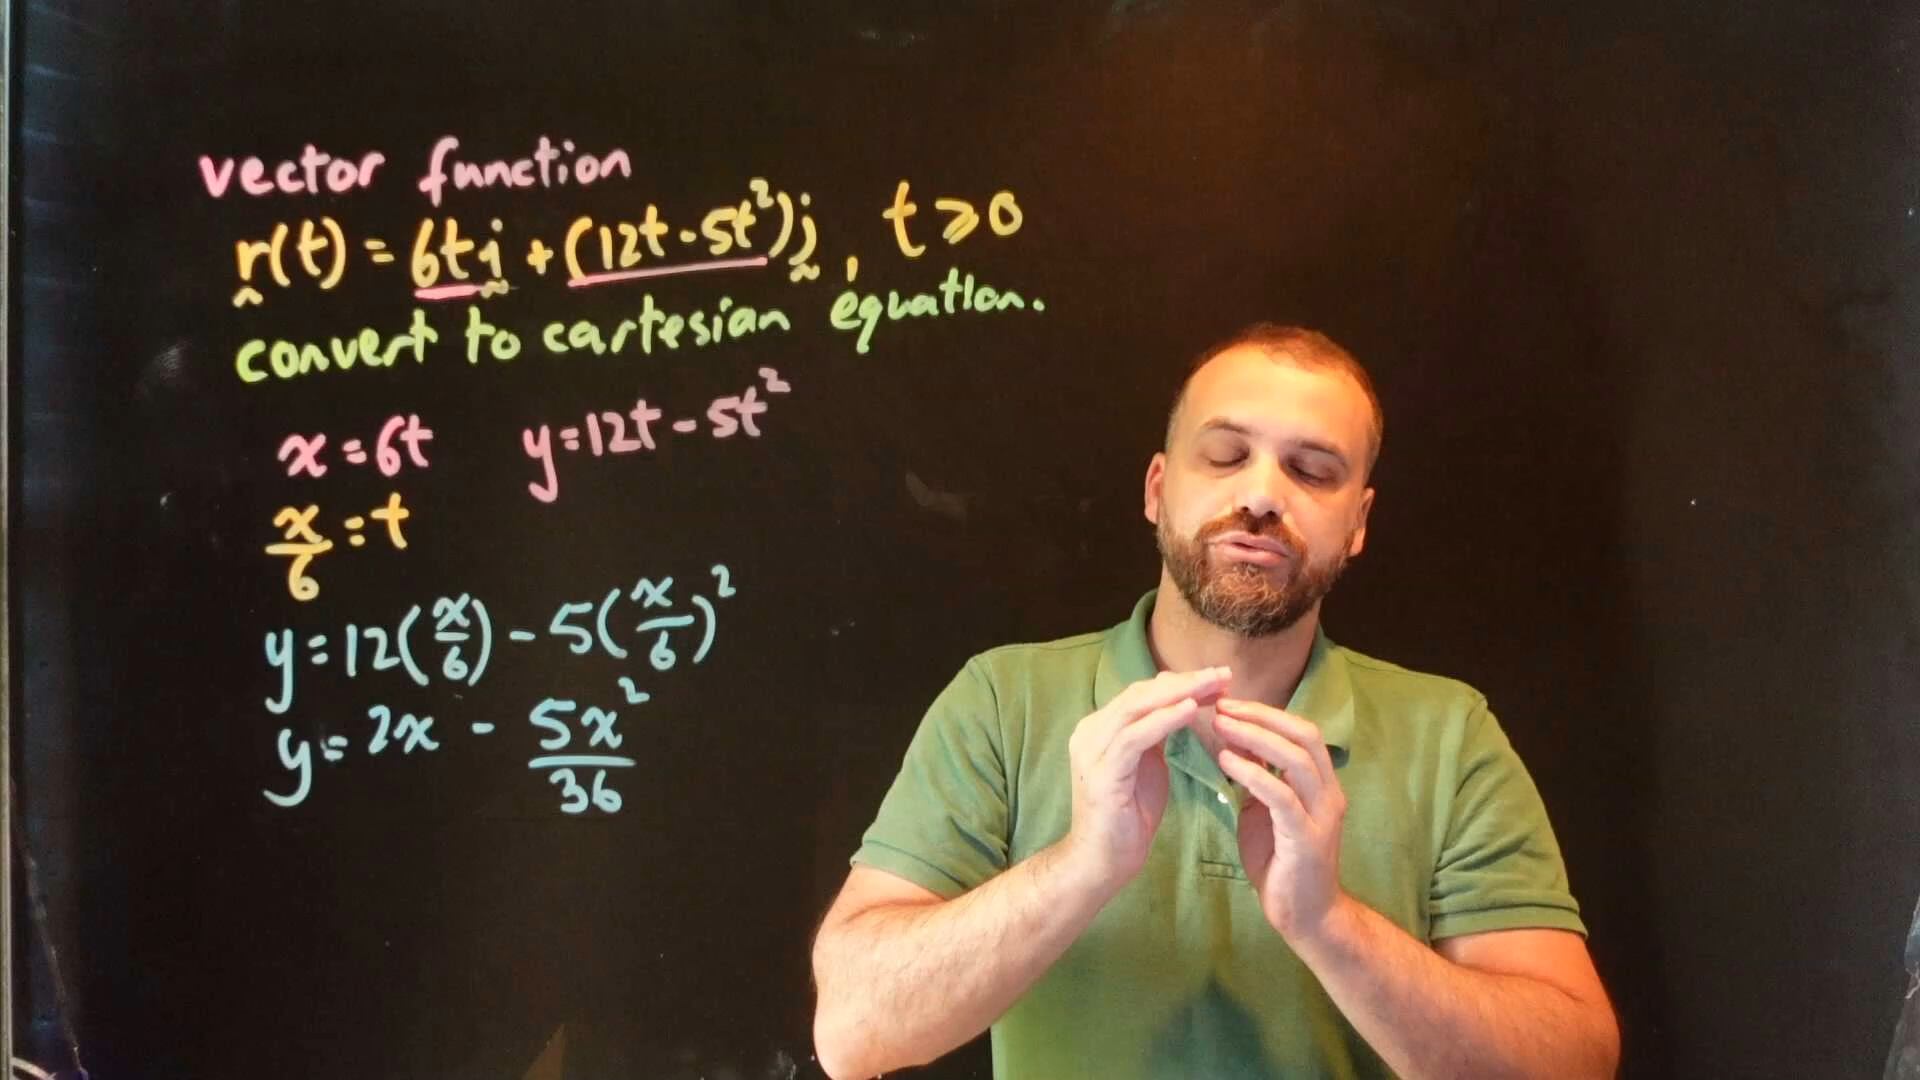 vector function
r(t) = 6ti + (12t - 5t²)j, t ⩾ 0
convert to cartesian equation.
x = 6t y = 12t - 5t²
x/6 = t
y = 12(x/6) - 5(x/6)²
y = 2x - 5x²/36